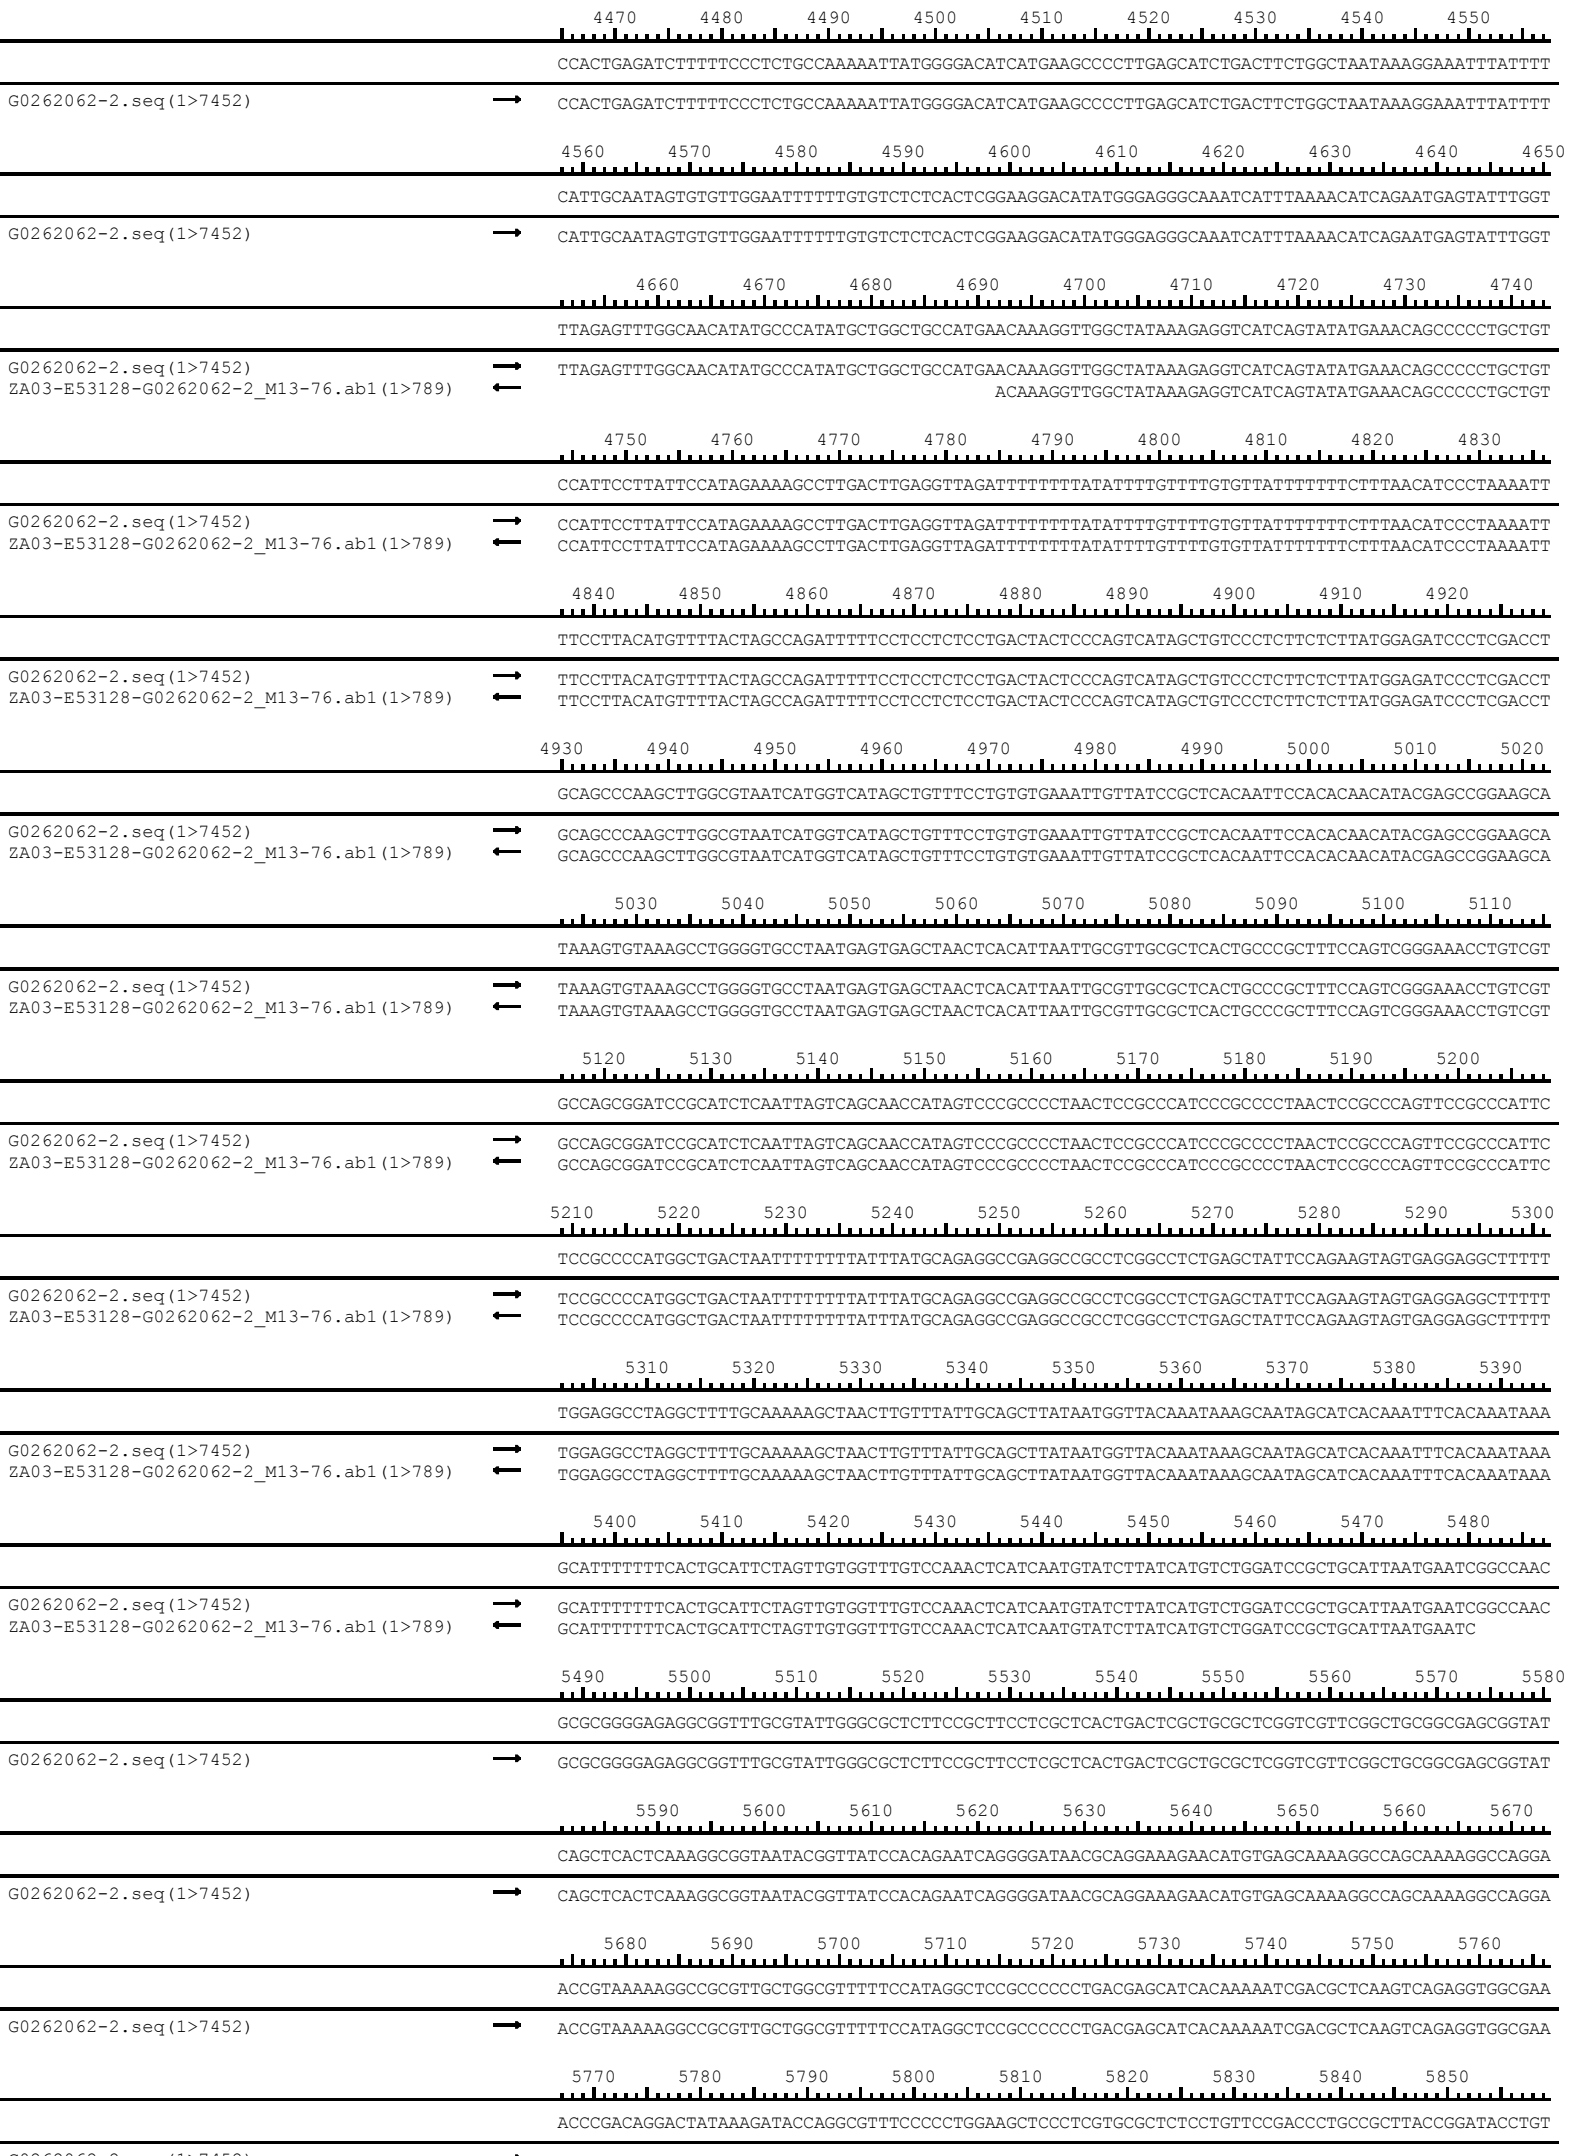 4470 4480 4490 4500 4510 4520 4530 4540 4550
CCACTGAGATCTTTTTCCCTCTGCCAAAAATTATGGGGACATCATGAAGCCCCTTGAGCATCTGACTTCTGGCTAATAAAGGAAATTTATTTT
G0262062-2.seq(1>7452) → CCACTGAGATCTTTTTCCCTCTGCCAAAAATTATGGGGACATCATGAAGCCCCTTGAGCATCTGACTTCTGGCTAATAAAGGAAATTTATTTT
4560 4570 4580 4590 4600 4610 4620 4630 4640 4650
CATTGCAATAGTGTGTTGGAATTTTTTGTGTCTCTCACTCGGAAGGACATATGGGAGGGCAAATCATTTAAAACATCAGAATGAGTATTTGGT
G0262062-2.seq(1>7452) → CATTGCAATAGTGTGTTGGAATTTTTTGTGTCTCTCACTCGGAAGGACATATGGGAGGGCAAATCATTTAAAACATCAGAATGAGTATTTGGT
4660 4670 4680 4690 4700 4710 4720 4730 4740
TTAGAGTTTGGCAACATATGCCCATATGCTGGCTGCCATGAACAAAGGTTGGCTATAAAGAGGTCATCAGTATATGAAACAGCCCCCTGCTGT
G0262062-2.seq(1>7452) → TTAGAGTTTGGCAACATATGCCCATATGCTGGCTGCCATGAACAAAGGTTGGCTATAAAGAGGTCATCAGTATATGAAACAGCCCCCTGCTGT
ZA03-E53128-G0262062-2_M13-76.ab1(1>789) ← ACAAAGGTTGGCTATAAAGAGGTCATCAGTATATGAAACAGCCCCCTGCTGT
4750 4760 4770 4780 4790 4800 4810 4820 4830
CCATTCCTTATTCCATAGAAAAGCCTTGACTTGAGGTTAGATTTTTTTTATATTTTGTTTTGTGTTATTTTTTTCTTTAACATCCCTAAAATT
G0262062-2.seq(1>7452) → CCATTCCTTATTCCATAGAAAAGCCTTGACTTGAGGTTAGATTTTTTTTATATTTTGTTTTGTGTTATTTTTTTCTTTAACATCCCTAAAATT
ZA03-E53128-G0262062-2_M13-76.ab1(1>789) ← CCATTCCTTATTCCATAGAAAAGCCTTGACTTGAGGTTAGATTTTTTTTATATTTTGTTTTGTGTTATTTTTTTCTTTAACATCCCTAAAATT
4840 4850 4860 4870 4880 4890 4900 4910 4920
TTCCTTACATGTTTTACTAGCCAGATTTTTCCTCCTCTCCTGACTACTCCCAGTCATAGCTGTCCCTCTTCTCTTATGGAGATCCCTCGACCT
G0262062-2.seq(1>7452) → TTCCTTACATGTTTTACTAGCCAGATTTTTCCTCCTCTCCTGACTACTCCCAGTCATAGCTGTCCCTCTTCTCTTATGGAGATCCCTCGACCT
ZA03-E53128-G0262062-2_M13-76.ab1(1>789) ← TTCCTTACATGTTTTACTAGCCAGATTTTTCCTCCTCTCCTGACTACTCCCAGTCATAGCTGTCCCTCTTCTCTTATGGAGATCCCTCGACCT
4930 4940 4950 4960 4970 4980 4990 5000 5010 5020
GCAGCCCAAGCTTGGCGTAATCATGGTCATAGCTGTTTCCTGTGTGAAATTGTTATCCGCTCACAATTCCACACAACATACGAGCCGGAAGCA
G0262062-2.seq(1>7452) → GCAGCCCAAGCTTGGCGTAATCATGGTCATAGCTGTTTCCTGTGTGAAATTGTTATCCGCTCACAATTCCACACAACATACGAGCCGGAAGCA
ZA03-E53128-G0262062-2_M13-76.ab1(1>789) ← GCAGCCCAAGCTTGGCGTAATCATGGTCATAGCTGTTTCCTGTGTGAAATTGTTATCCGCTCACAATTCCACACAACATACGAGCCGGAAGCA
5030 5040 5050 5060 5070 5080 5090 5100 5110
TAAAGTGTAAAGCCTGGGGTGCCTAATGAGTGAGCTAACTCACATTAATTGCGTTGCGCTCACTGCCCGCTTTCCAGTCGGGAAACCTGTCGT
G0262062-2.seq(1>7452) → TAAAGTGTAAAGCCTGGGGTGCCTAATGAGTGAGCTAACTCACATTAATTGCGTTGCGCTCACTGCCCGCTTTCCAGTCGGGAAACCTGTCGT
ZA03-E53128-G0262062-2_M13-76.ab1(1>789) ← TAAAGTGTAAAGCCTGGGGTGCCTAATGAGTGAGCTAACTCACATTAATTGCGTTGCGCTCACTGCCCGCTTTCCAGTCGGGAAACCTGTCGT
5120 5130 5140 5150 5160 5170 5180 5190 5200
GCCAGCGGATCCGCATCTCAATTAGTCAGCAACCATAGTCCCGCCCCTAACTCCGCCCATCCCGCCCCTAACTCCGCCCAGTTCCGCCCATTC
G0262062-2.seq(1>7452) → GCCAGCGGATCCGCATCTCAATTAGTCAGCAACCATAGTCCCGCCCCTAACTCCGCCCATCCCGCCCCTAACTCCGCCCAGTTCCGCCCATTC
ZA03-E53128-G0262062-2_M13-76.ab1(1>789) ← GCCAGCGGATCCGCATCTCAATTAGTCAGCAACCATAGTCCCGCCCCTAACTCCGCCCATCCCGCCCCTAACTCCGCCCAGTTCCGCCCATTC
5210 5220 5230 5240 5250 5260 5270 5280 5290 5300
TCCGCCCCATGGCTGACTAATTTTTTTTATTTATGCAGAGGCCGAGGCCGCCTCGGCCTCTGAGCTATTCCAGAAGTAGTGAGGAGGCTTTTT
G0262062-2.seq(1>7452) → TCCGCCCCATGGCTGACTAATTTTTTTTATTTATGCAGAGGCCGAGGCCGCCTCGGCCTCTGAGCTATTCCAGAAGTAGTGAGGAGGCTTTTT
ZA03-E53128-G0262062-2_M13-76.ab1(1>789) ← TCCGCCCCATGGCTGACTAATTTTTTTTATTTATGCAGAGGCCGAGGCCGCCTCGGCCTCTGAGCTATTCCAGAAGTAGTGAGGAGGCTTTTT
5310 5320 5330 5340 5350 5360 5370 5380 5390
TGGAGGCCTAGGCTTTTGCAAAAAGCTAACTTGTTTATTGCAGCTTATAATGGTTACAAATAAAGCAATAGCATCACAAATTTCACAAATAAA
G0262062-2.seq(1>7452) → TGGAGGCCTAGGCTTTTGCAAAAAGCTAACTTGTTTATTGCAGCTTATAATGGTTACAAATAAAGCAATAGCATCACAAATTTCACAAATAAA
ZA03-E53128-G0262062-2_M13-76.ab1(1>789) ← TGGAGGCCTAGGCTTTTGCAAAAAGCTAACTTGTTTATTGCAGCTTATAATGGTTACAAATAAAGCAATAGCATCACAAATTTCACAAATAAA
5400 5410 5420 5430 5440 5450 5460 5470 5480
GCATTTTTTTCACTGCATTCTAGTTGTGGTTTGTCCAAACTCATCAATGTATCTTATCATGTCTGGATCCGCTGCATTAATGAATCGGCCAAC
G0262062-2.seq(1>7452) → GCATTTTTTTCACTGCATTCTAGTTGTGGTTTGTCCAAACTCATCAATGTATCTTATCATGTCTGGATCCGCTGCATTAATGAATCGGCCAAC
ZA03-E53128-G0262062-2_M13-76.ab1(1>789) ← GCATTTTTTTCACTGCATTCTAGTTGTGGTTTGTCCAAACTCATCAATGTATCTTATCATGTCTGGATCCGCTGCATTAATGAATC
5490 5500 5510 5520 5530 5540 5550 5560 5570 5580
GCGCGGGGAGAGGCGGTTTGCGTATTGGGCGCTCTTCCGCTTCCTCGCTCACTGACTCGCTGCGCTCGGTCGTTCGGCTGCGGCGAGCGGTAT
G0262062-2.seq(1>7452) → GCGCGGGGAGAGGCGGTTTGCGTATTGGGCGCTCTTCCGCTTCCTCGCTCACTGACTCGCTGCGCTCGGTCGTTCGGCTGCGGCGAGCGGTAT
5590 5600 5610 5620 5630 5640 5650 5660 5670
CAGCTCACTCAAAGGCGGTAATACGGTTATCCACAGAATCAGGGGATAACGCAGGAAAGAACATGTGAGCAAAAGGCCAGCAAAAGGCCAGGA
G0262062-2.seq(1>7452) → CAGCTCACTCAAAGGCGGTAATACGGTTATCCACAGAATCAGGGGATAACGCAGGAAAGAACATGTGAGCAAAAGGCCAGCAAAAGGCCAGGA
5680 5690 5700 5710 5720 5730 5740 5750 5760
ACCGTAAAAAGGCCGCGTTGCTGGCGTTTTTCCATAGGCTCCGCCCCCCTGACGAGCATCACAAAAATCGACGCTCAAGTCAGAGGTGGCGAA
G0262062-2.seq(1>7452) → ACCGTAAAAAGGCCGCGTTGCTGGCGTTTTTCCATAGGCTCCGCCCCCCTGACGAGCATCACAAAAATCGACGCTCAAGTCAGAGGTGGCGAA
5770 5780 5790 5800 5810 5820 5830 5840 5850
ACCCGACAGGACTATAAAGATACCAGGCGTTTCCCCCTGGAAGCTCCCTCGTGCGCTCTCCTGTTCCGACCCTGCCGCTTACCGGATACCTGT